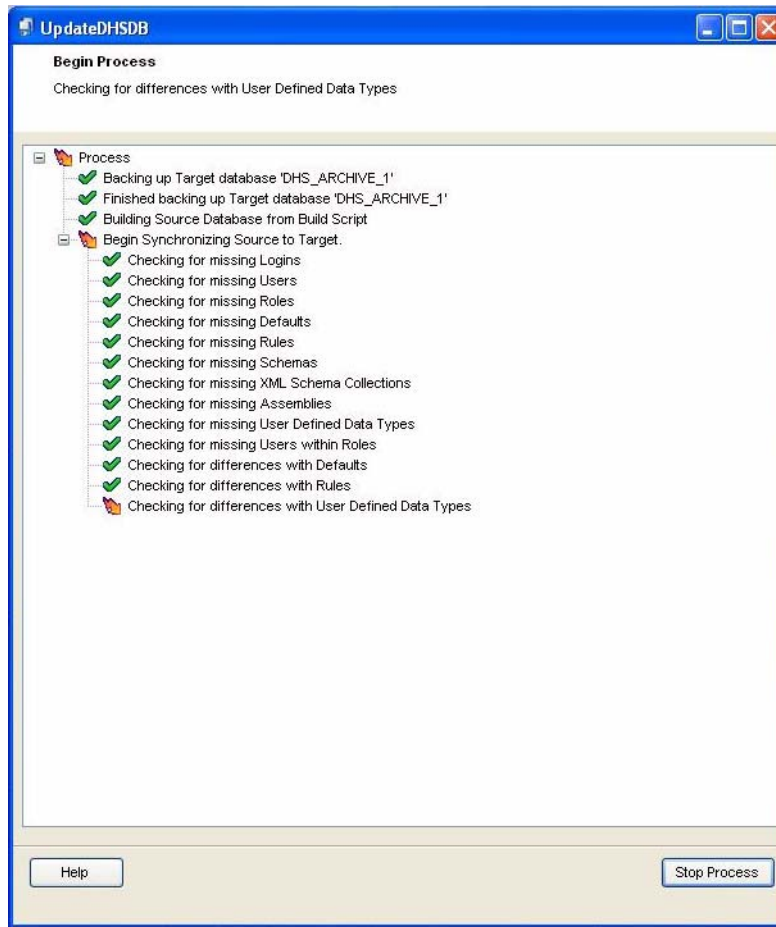 UpdateDHSDB
Begin Process
Checking for differences with User Defined Data Types
Process
Backing up Target database 'DHS_ARCHIVE_1'
Finished backing up Target database 'DHS_ARCHIVE_1'
Building Source Database from Build Script
Begin Synchronizing Source to Target.
Checking for missing Logins
Checking for missing Users
Checking for missing Roles
Checking for missing Defaults
Checking for missing Rules
Checking for missing Schemas
Checking for missing XML Schema Collections
Checking for missing Assemblies
Checking for missing User Defined Data Types
Checking for missing Users within Roles
Checking for differences with Defaults
Checking for differences with Rules
Checking for differences with User Defined Data Types
Help
Stop Process